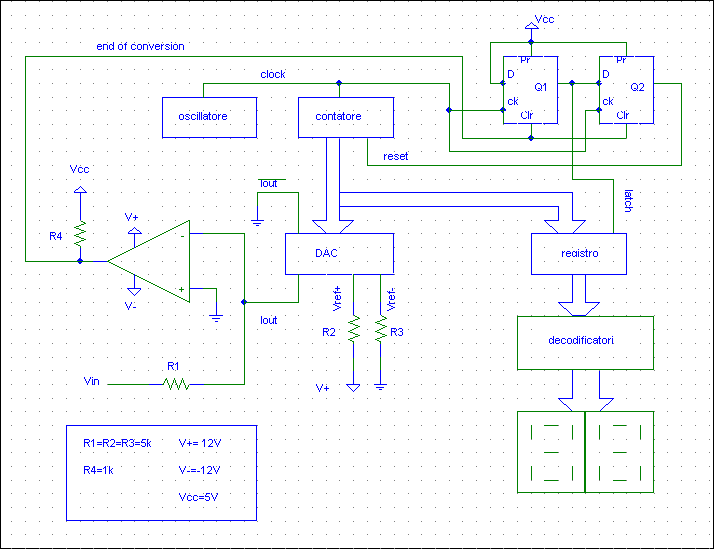 Vcc
end of conversion
Pr
Pr
clock
D
Q1
D
Q2
ck
ck
oscillatore
contatore
Clr
Clr
reset
Vcc
Iout
latch
V+
R4
-
DAC
registro
+
V-
Vref+
Vref-
Iout
R2
R3
decodificatori
R1
Vin
V+
R1=R2=R3=5k
V+= 12V
R4=1k
V-=-12V
Vcc=5V